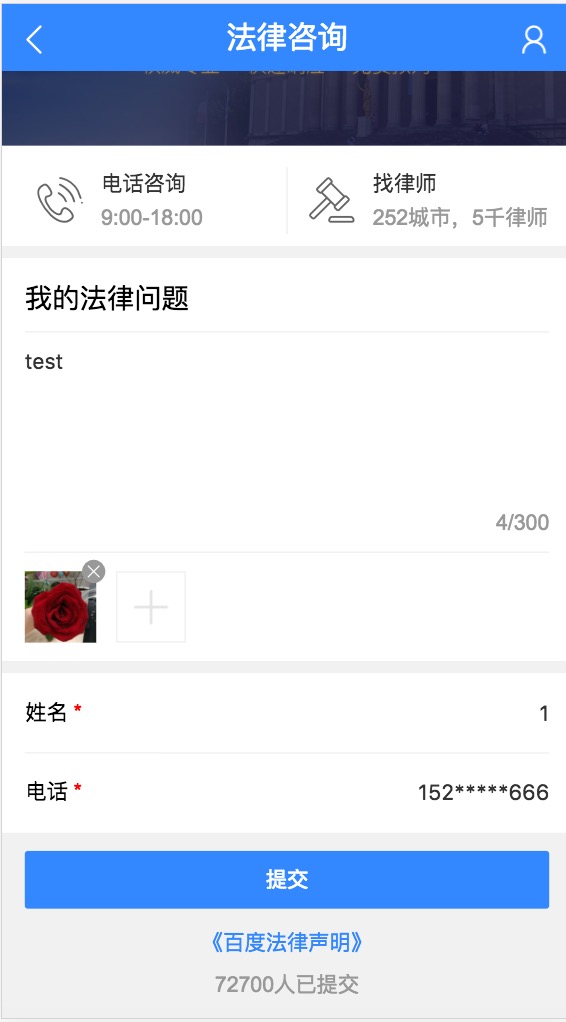 法律咨询
电话咨询
9:00-18:00
找律师
252城市，5千律师
我的法律问题
test
4/300
姓名 *
1
电话 *
152*****666
提交
《百度法律声明》
72700人已提交